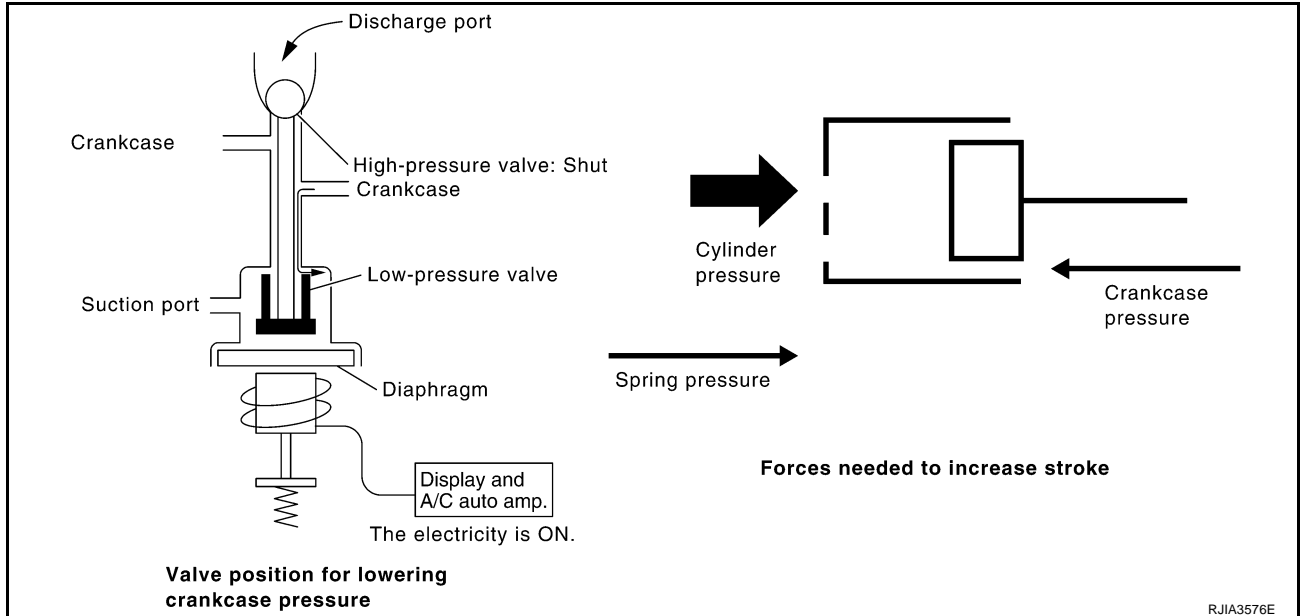 Discharge port
Crankcase
High-pressure valve: Shut
Crankcase
Low-pressure valve
Suction port
Diaphragm
Display and
A/C auto amp.
The electricity is ON.
Valve position for lowering
crankcase pressure
Cylinder
pressure
Crankcase
pressure
Spring pressure
Forces needed to increase stroke
RJIA3576E